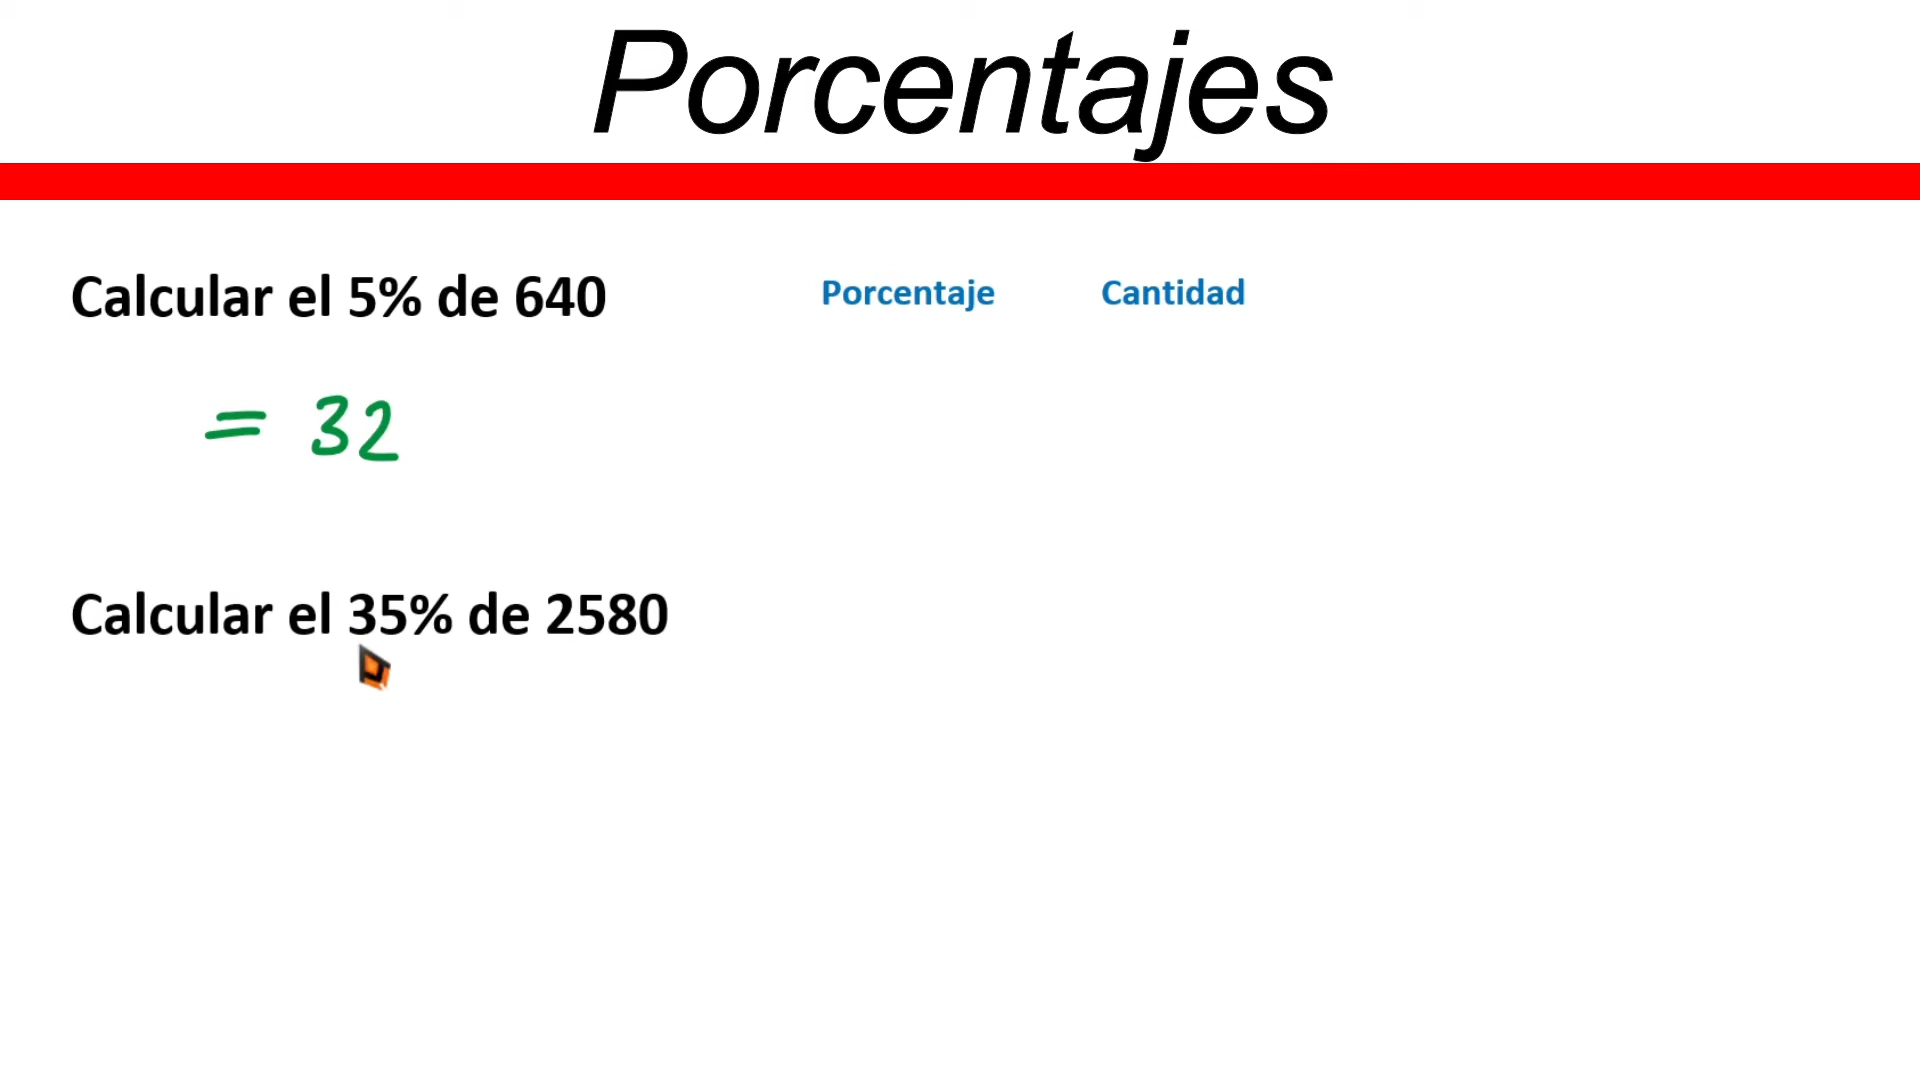 Porcentajes
Calcular el 5% de 640
Porcentaje Cantidad
= 32
Calcular el 35% de 2580